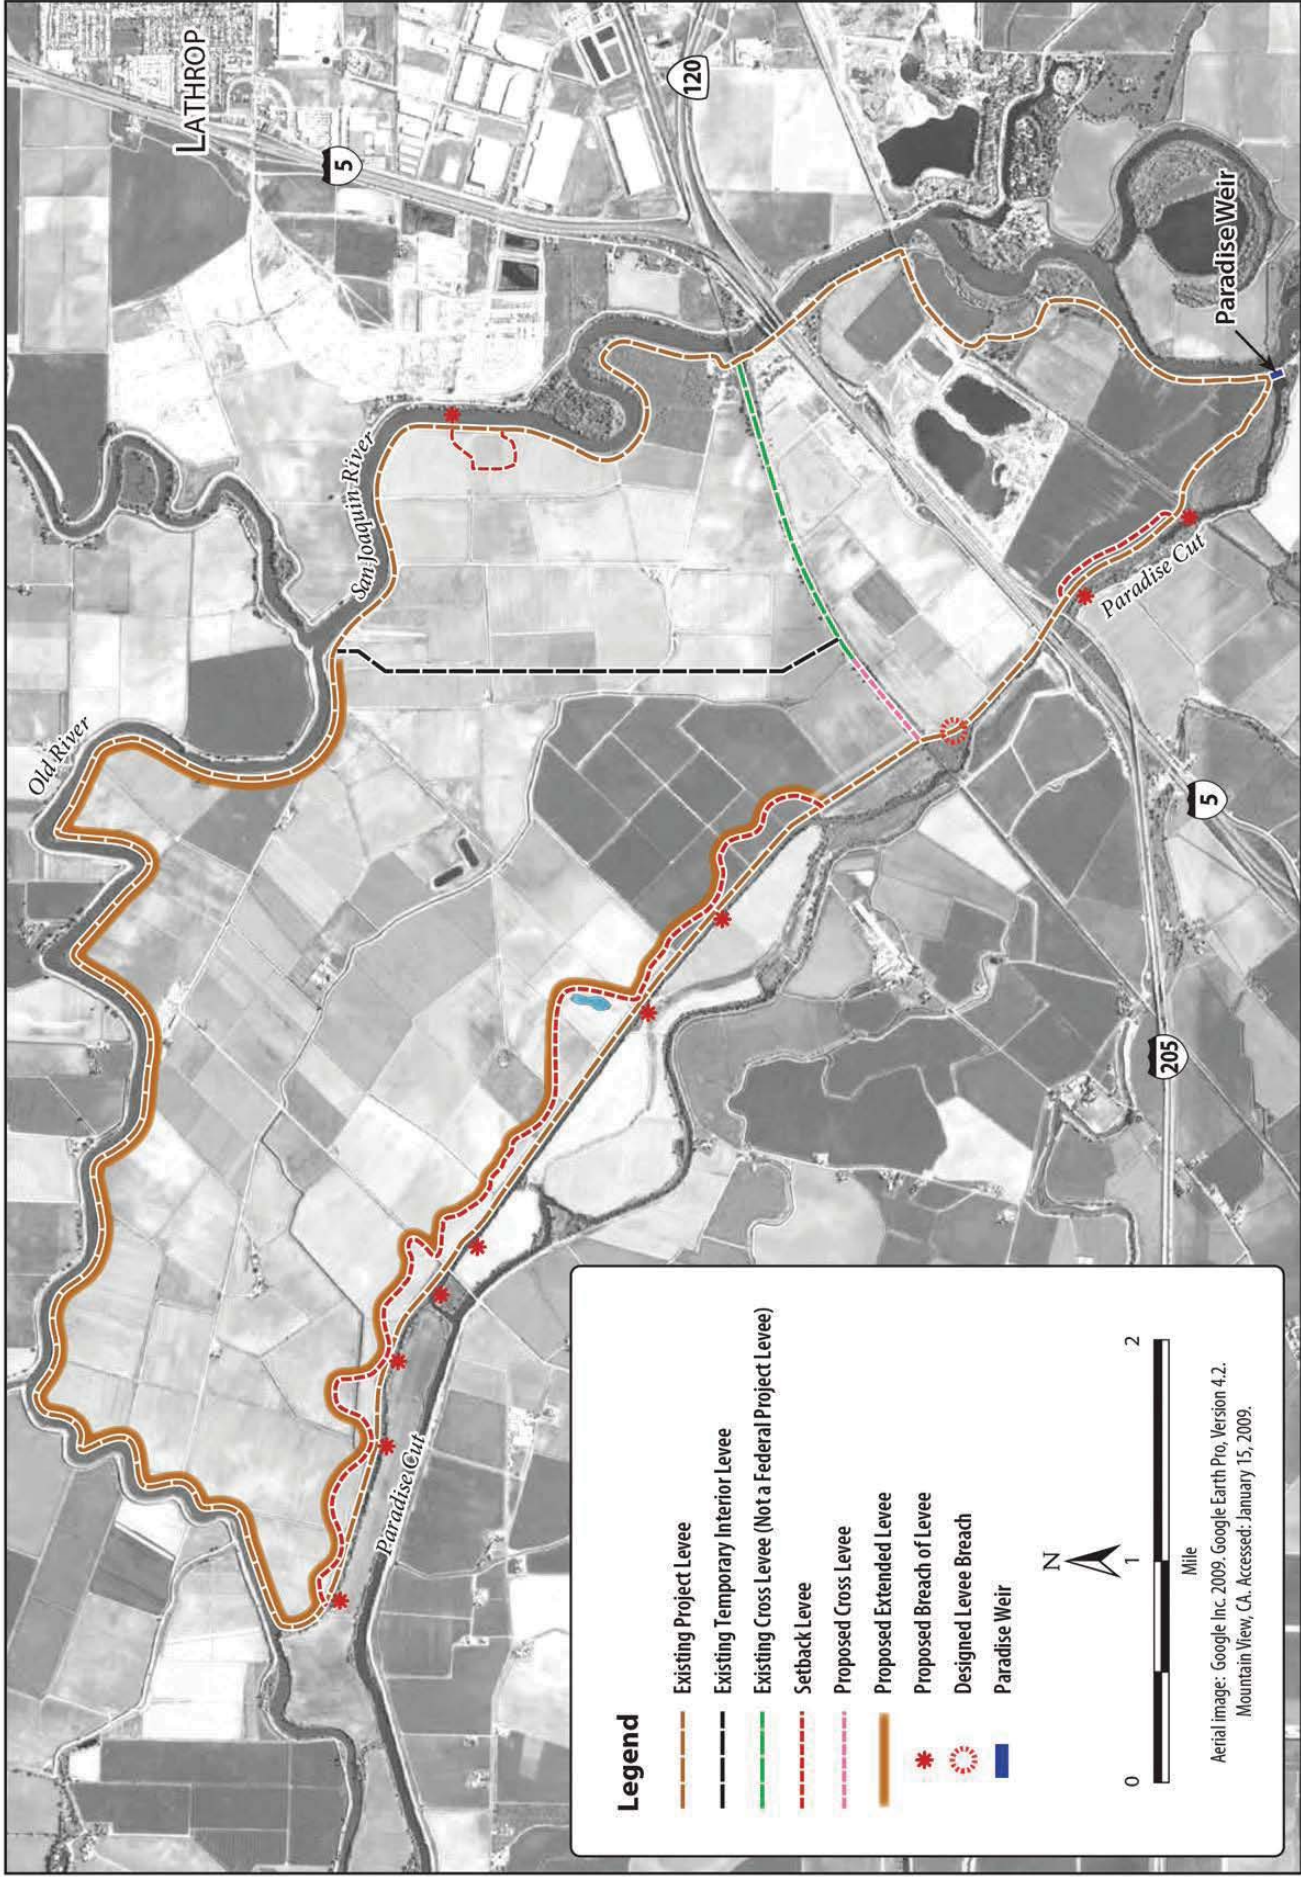 LATHROP
5
120
San Joaquin River
Old River
Paradise Weir
Paradise Cut
5
205
Paradise Cut
Legend
Existing Project Levee
Existing Temporary Interior Levee
Existing Cross Levee (Not a Federal Project Levee)
Setback Levee
Proposed Cross Levee
Proposed Extended Levee
Proposed Breach of Levee
Designed Levee Breach
Paradise Weir
N
0 1 2
Mile
Aerial image: Google Inc. 2009. Google Earth Pro, Version 4.2.
Mountain View, CA. Accessed: January 15, 2009.